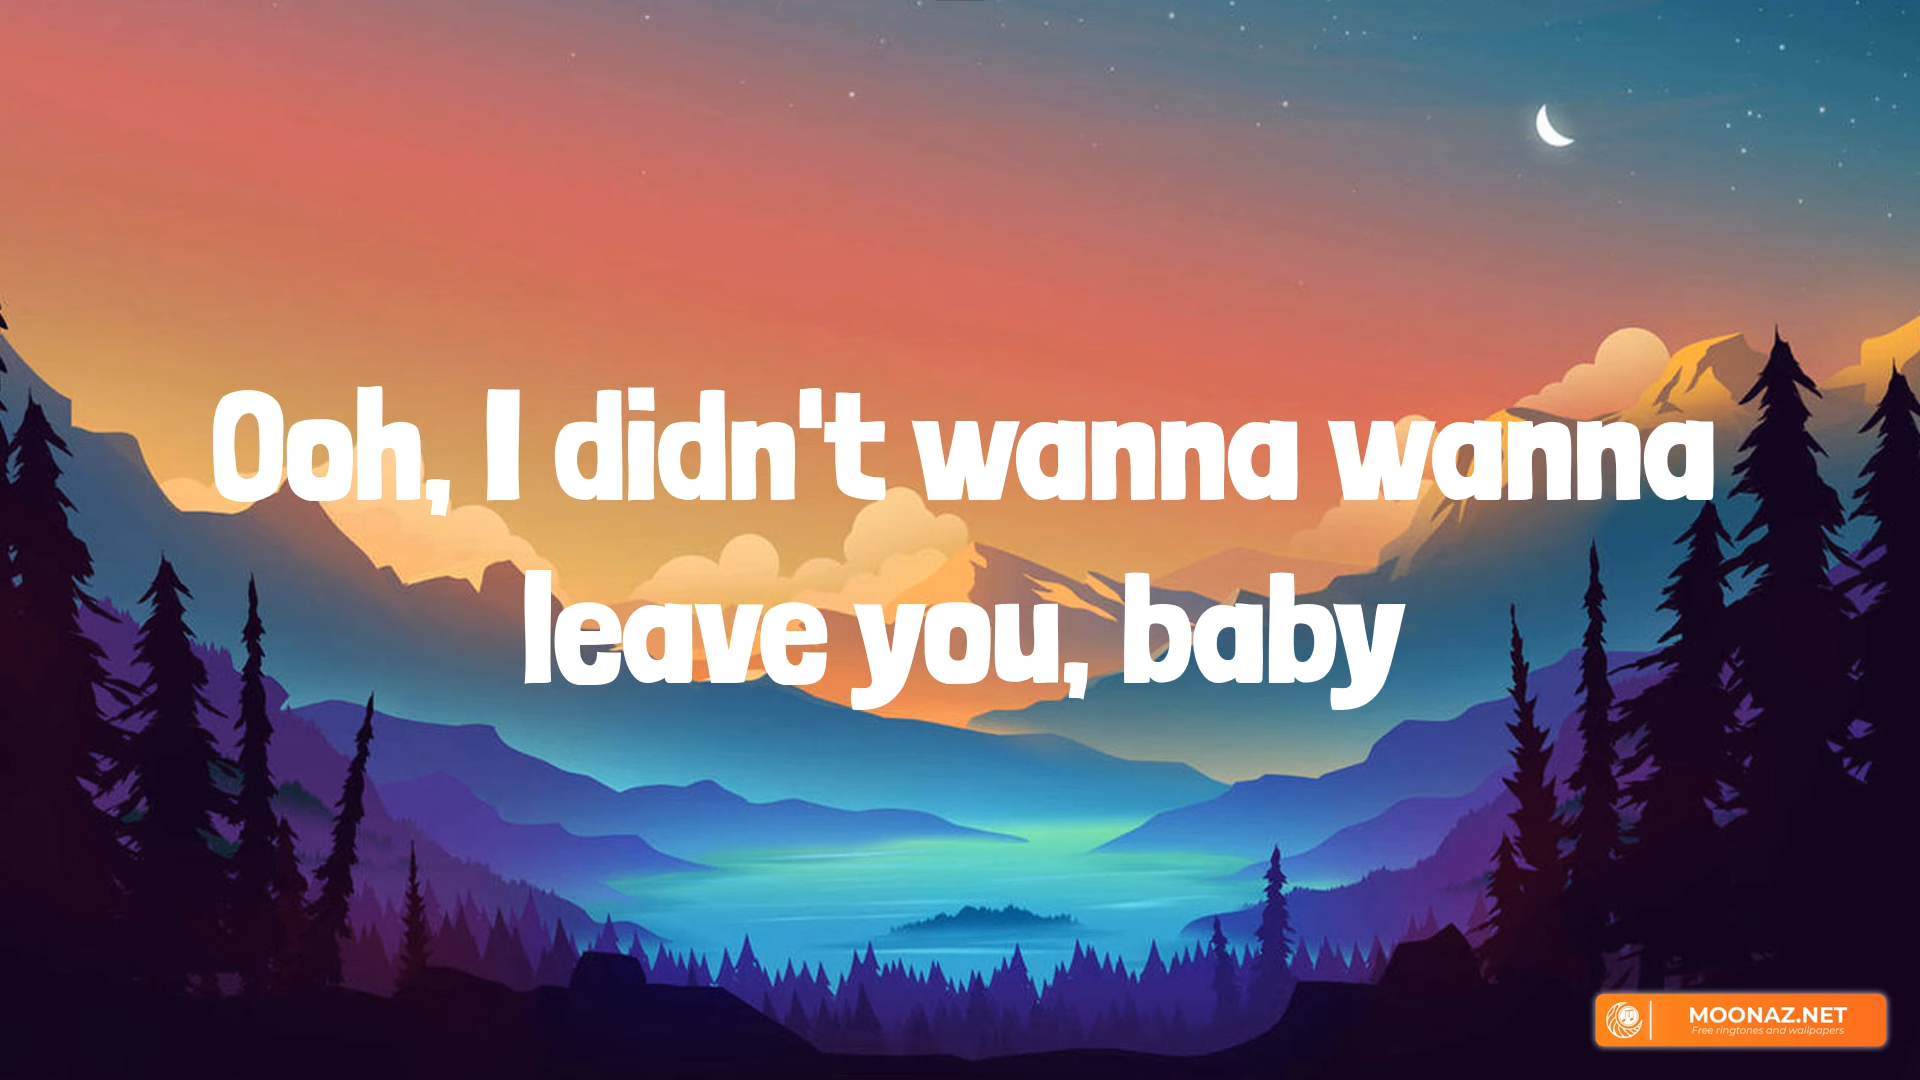 Ooh, I didn't wanna wanna
leave you, baby
MOONAZ.NET
Free ringtones and wallpapers